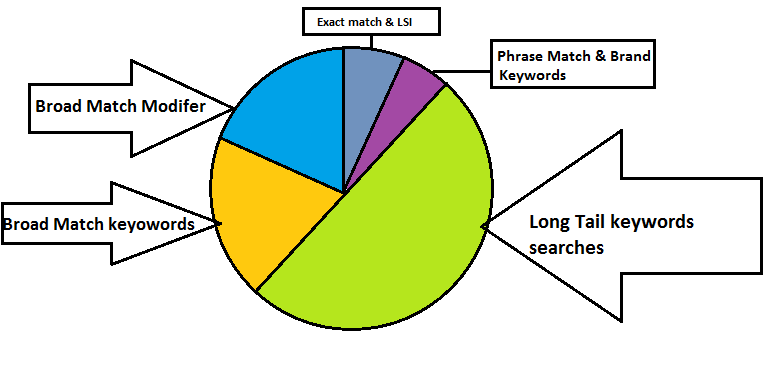 Exact match & LSI
Phrase Match & Brand
Keywords
Broad Match Modifer
Broad Match keyowords
Long Tail keywords
searches